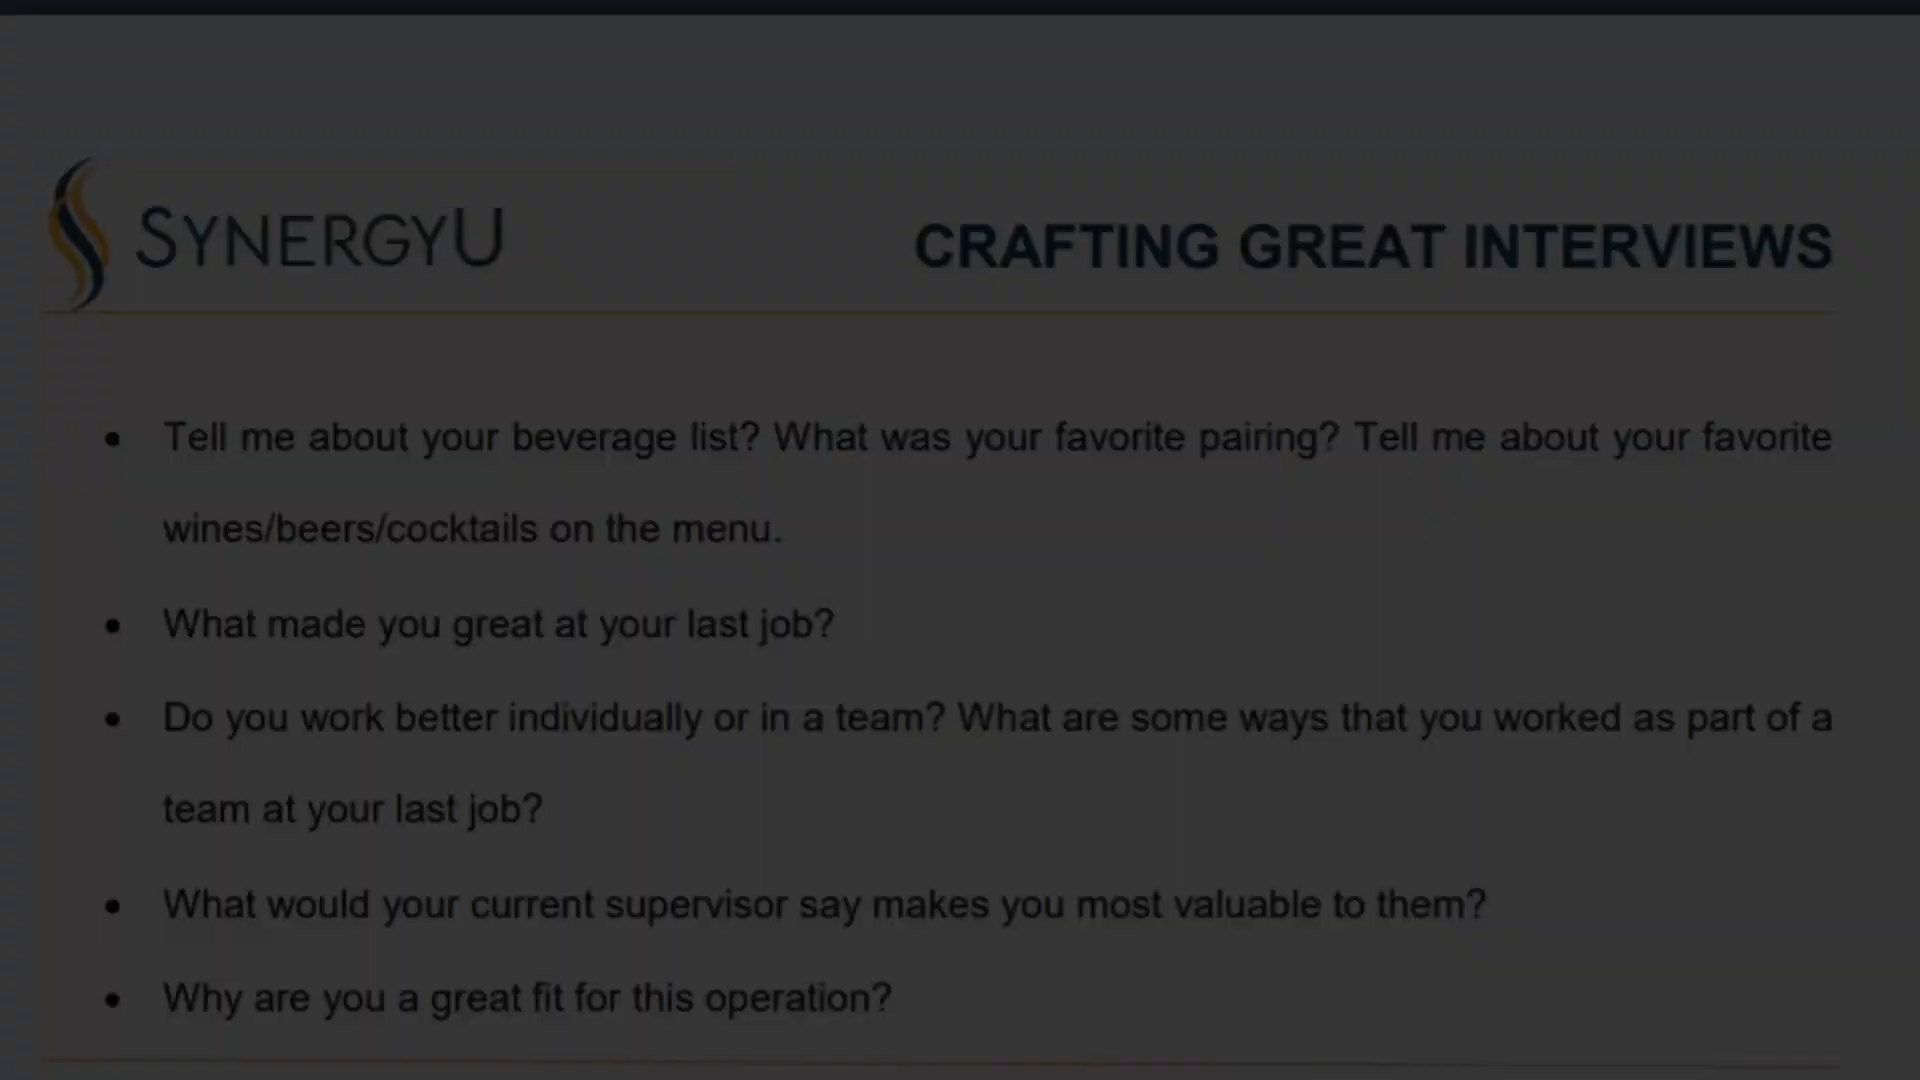 SYNERGYU
CRAFTING GREAT INTERVIEWS
• Tell me about your beverage list? What was your favorite pairing? Tell me about your favorite
wines/beers/cocktails on the menu.
• What made you great at your last job?
• Do you work better individually or in a team? What are some ways that you worked as part of a
team at your last job?
• What would your current supervisor say makes you most valuable to them?
• Why are you a great fit for this operation?